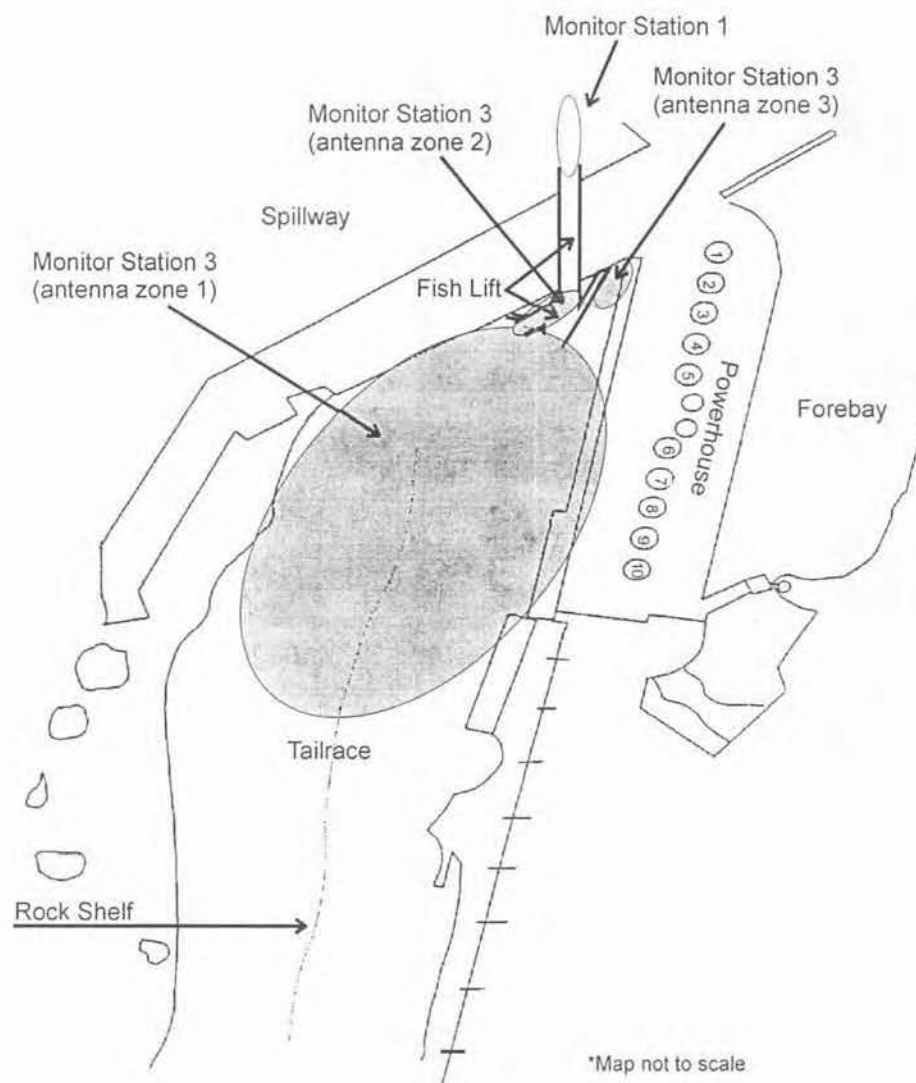 Monitor Station 1
Monitor Station 3
(antenna zone 3)
Monitor Station 3
(antenna zone 2)
Spillway
Monitor Station 3
(antenna zone 1)
Fish Lift
1
2
3
4
5
6
7
8
9
10
Powerhouse
Forebay
Tailrace
Rock Shelf
*Map not to scale